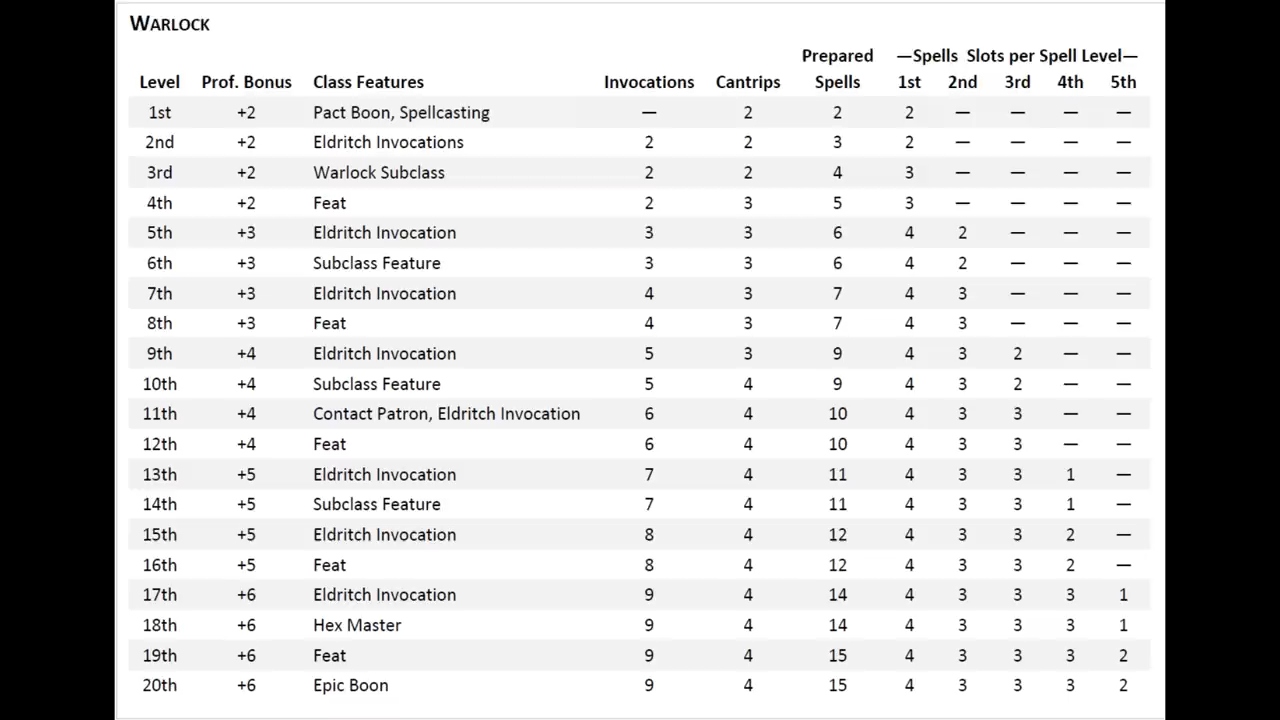 WARLOCK
Prepared —Spells Slots per Spell Level—
Level Prof. Bonus Class Features Invocations Cantrips Spells 1st 2nd 3rd 4th 5th
1st +2 Pact Boon, Spellcasting — 2 2 2 — — — —
2nd +2 Eldritch Invocations 2 2 3 2 — — — —
3rd +2 Warlock Subclass 2 2 4 3 — — — —
4th +2 Feat 2 3 5 3 — — — —
5th +3 Eldritch Invocation 3 3 6 4 2 — — —
6th +3 Subclass Feature 3 3 6 4 2 — — —
7th +3 Eldritch Invocation 4 3 7 4 3 — — —
8th +3 Feat 4 3 7 4 3 — — —
9th +4 Eldritch Invocation 5 3 9 4 3 2 — —
10th +4 Subclass Feature 5 4 9 4 3 2 — —
11th +4 Contact Patron, Eldritch Invocation 6 4 10 4 3 3 — —
12th +4 Feat 6 4 10 4 3 3 — —
13th +5 Eldritch Invocation 7 4 11 4 3 3 1 —
14th +5 Subclass Feature 7 4 11 4 3 3 1 —
15th +5 Eldritch Invocation 8 4 12 4 3 3 2 —
16th +5 Feat 8 4 12 4 3 3 2 —
17th +6 Eldritch Invocation 9 4 14 4 3 3 3 1
18th +6 Hex Master 9 4 14 4 3 3 3 1
19th +6 Feat 9 4 15 4 3 3 3 2
20th +6 Epic Boon 9 4 15 4 3 3 3 2